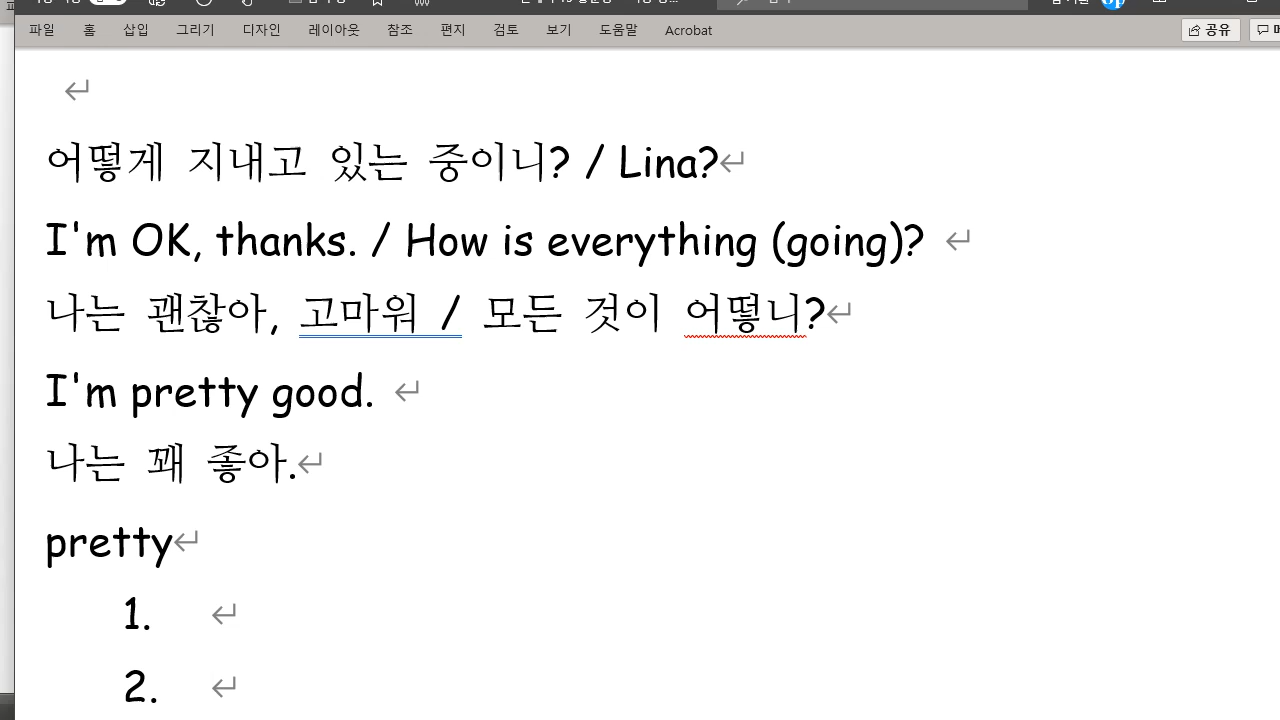 파일 홈 삽입 그리기 디자인 레이아웃 참조 편지 검토 보기 도움말 Acrobat 공유
어떻게 지내고 있는 중이니? / Lina?
I'm OK, thanks. / How is everything (going)?
나는 괜찮아, 고마워 / 모든 것이 어떻니?
I'm pretty good.
나는 꽤 좋아.
pretty
1.
2.